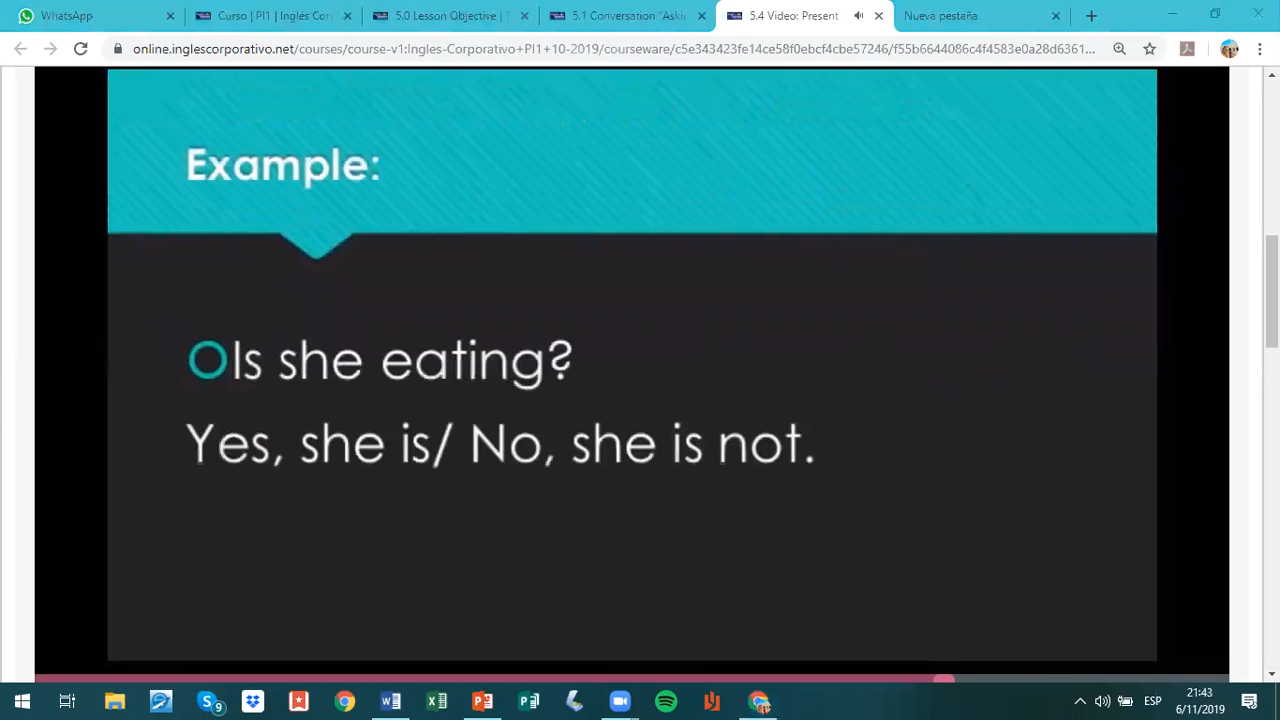 WhatsApp
Curso | PI1 | Inglés Cor
5.0 Lesson Objective |
5.1 Conversation "Aski
5.4 Video: Present
Nueva pestaña
online.inglescorporativo.net/courses/course-v1:Ingles-Corporativo+PI1+10-2019/courseware/c5e343f23fe14ce58f0ebcf4cbe57246/f55b6644086c4f4583e0a28d6361...
Example:
Is she eating?
Yes, she is/ No, she is not.
9
ESP
21:43
6/11/2019